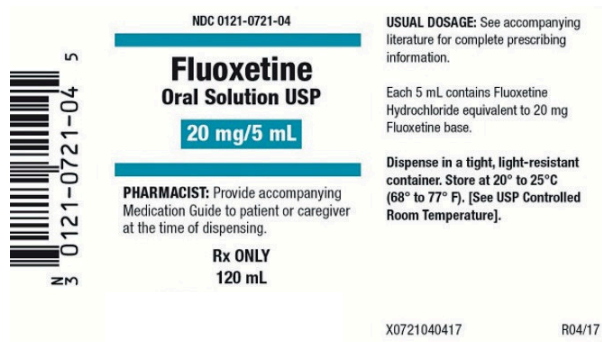 NDC 0121-0721-04
Fluoxetine
Oral Solution USP
20 mg/5 mL
PHARMACIST: Provide accompanying
Medication Guide to patient or caregiver
at the time of dispensing.
Rx ONLY
120 mL
USUAL DOSAGE: See accompanying
literature for complete prescribing
information.
Each 5 mL contains Fluoxetine
Hydrochloride equivalent to 20 mg
Fluoxetine base.
Dispense in a tight, light-resistant
container. Store at 20° to 25°C
(68° to 77° F). [See USP Controlled
Room Temperature].
X0721040417 R04/17
N
3 0121-0721-04 5